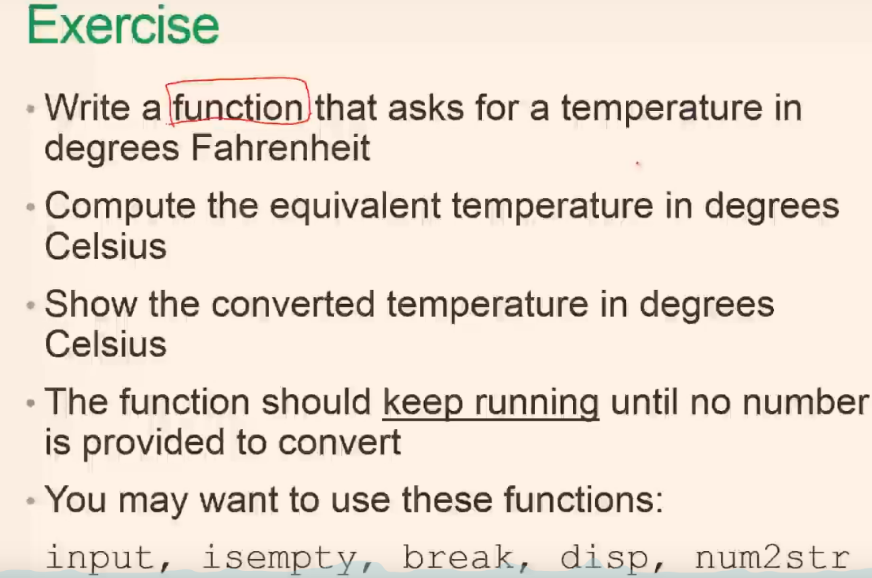 Exercise
• Write a function that asks for a temperature in
degrees Fahrenheit
• Compute the equivalent temperature in degrees
Celsius
• Show the converted temperature in degrees
Celsius
• The function should keep running until no number
is provided to convert
• You may want to use these functions:
input, isempty, break, disp, num2str